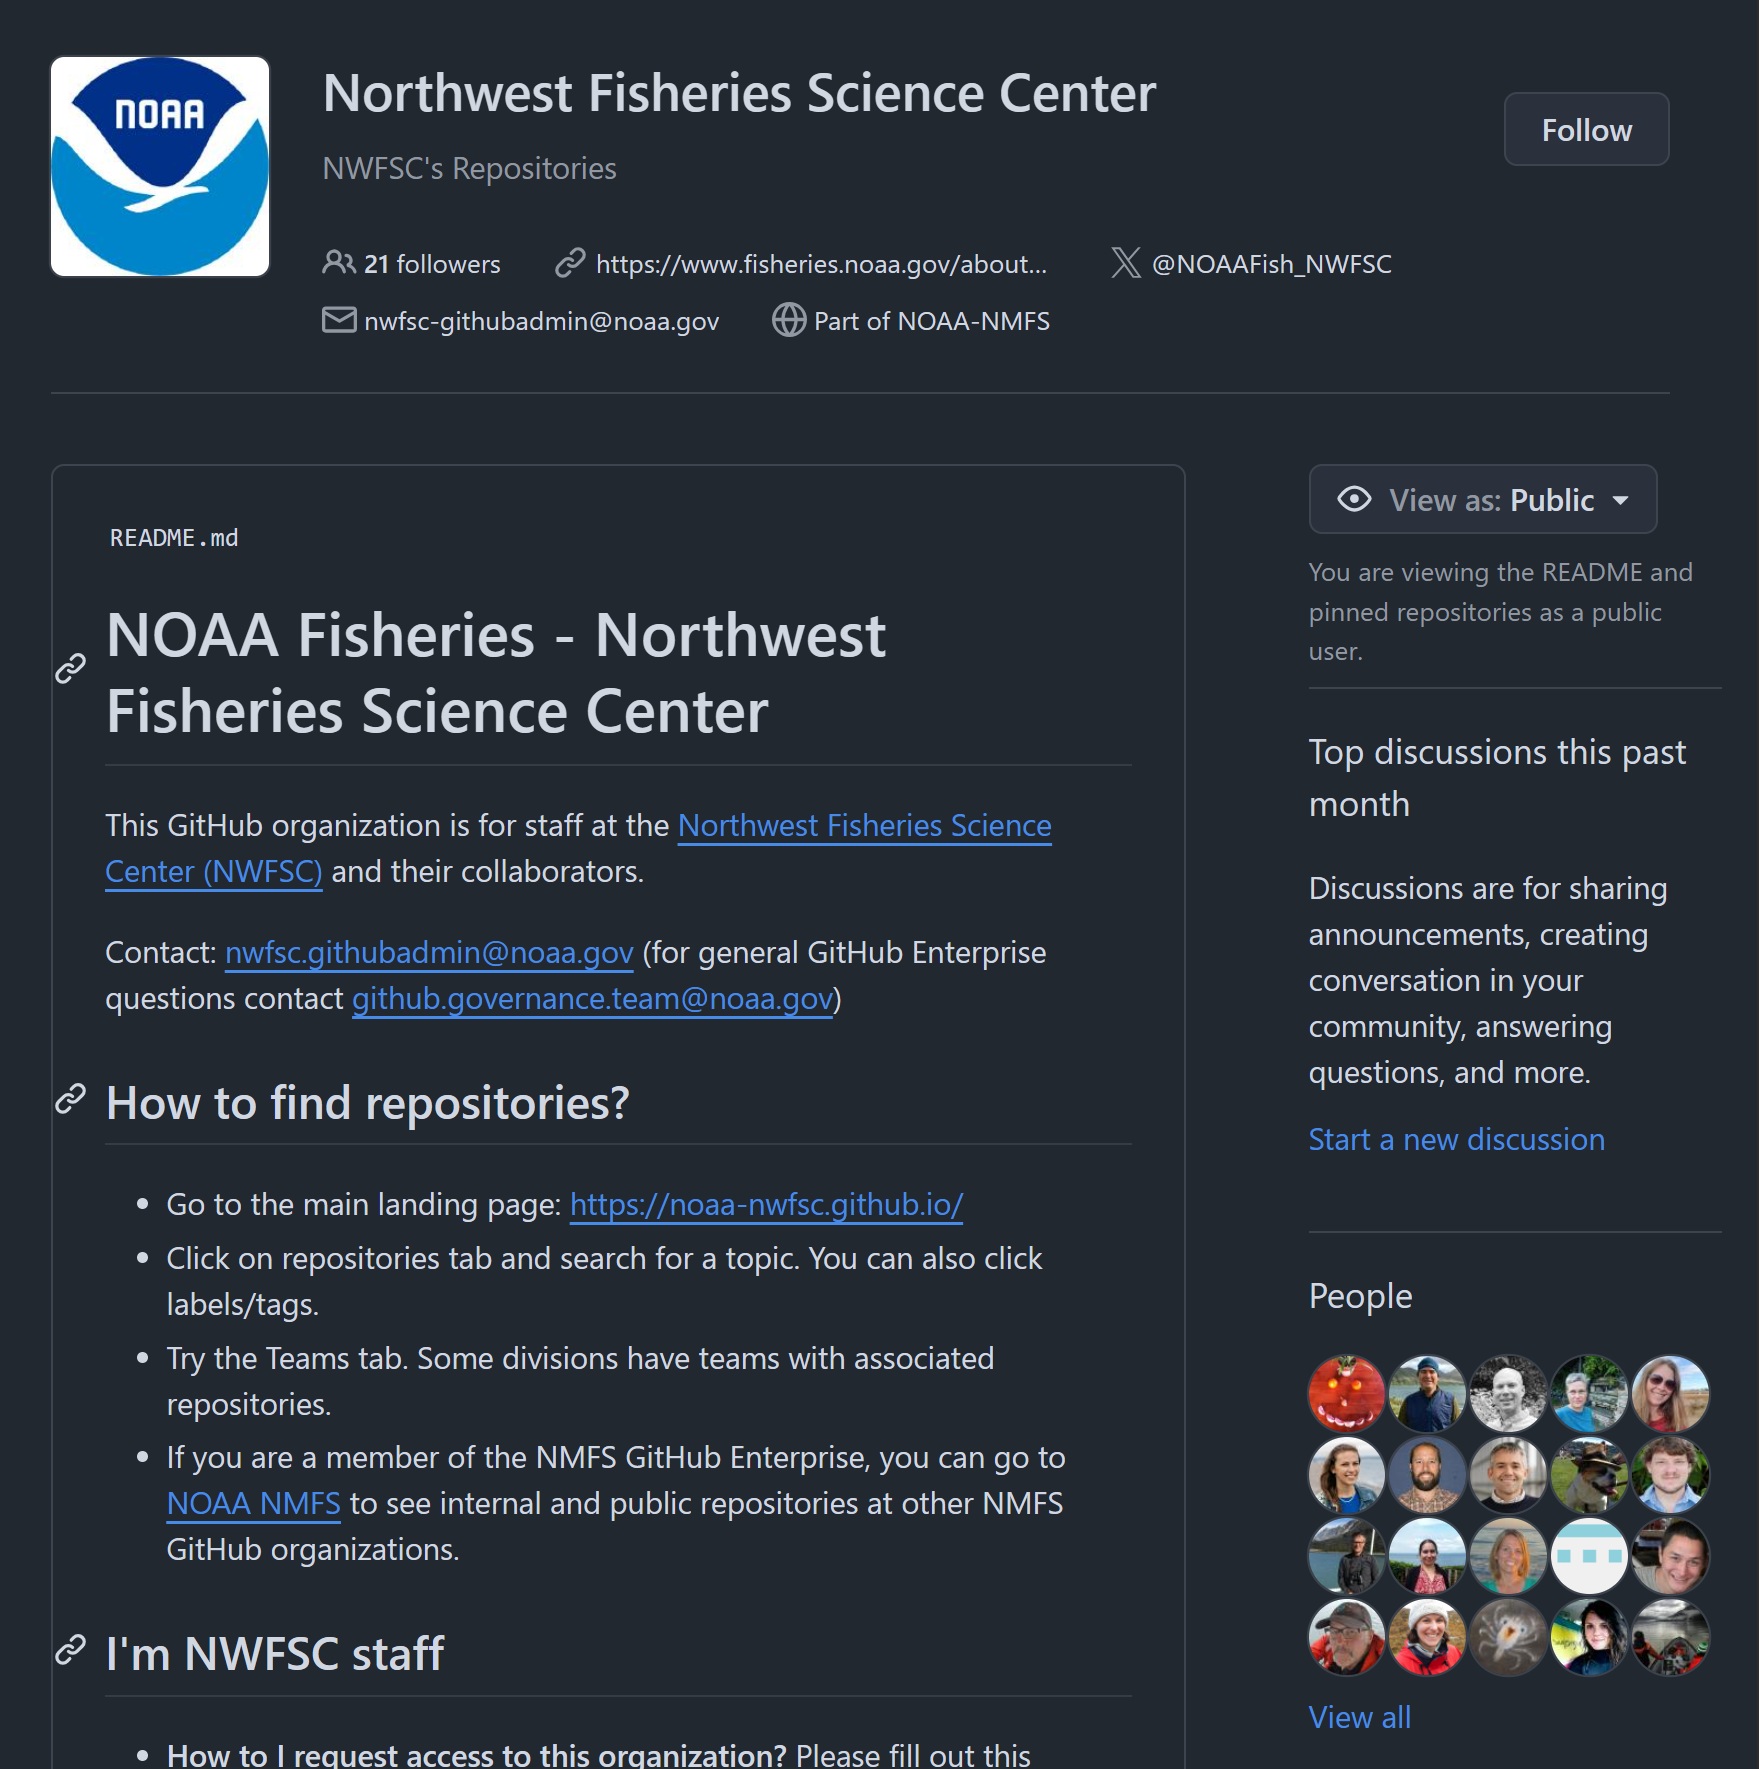 NOAA
Northwest Fisheries Science Center
NWFSC's Repositories
Follow
21 followers
https://www.fisheries.noaa.gov/about...
@NOAAFish_NWFSC
nwfsc-githubadmin@noaa.gov
Part of NOAA-NMFS
README.md
NOAA Fisheries - Northwest
Fisheries Science Center
This GitHub organization is for staff at the Northwest Fisheries Science
Center (NWFSC) and their collaborators.
Contact: nwfsc.githubadmin@noaa.gov (for general GitHub Enterprise
questions contact github.governance.team@noaa.gov)
How to find repositories?
• Go to the main landing page: https://noaa-nwfsc.github.io/
• Click on repositories tab and search for a topic. You can also click
labels/tags.
• Try the Teams tab. Some divisions have teams with associated
repositories.
• If you are a member of the NMFS GitHub Enterprise, you can go to
NOAA NMFS to see internal and public repositories at other NMFS
GitHub organizations.
I'm NWFSC staff
• How to I request access to this organization? Please fill out this
View as: Public
You are viewing the README and
pinned repositories as a public
user.
Top discussions this past
month
Discussions are for sharing
announcements, creating
conversation in your
community, answering
questions, and more.
Start a new discussion
People
View all